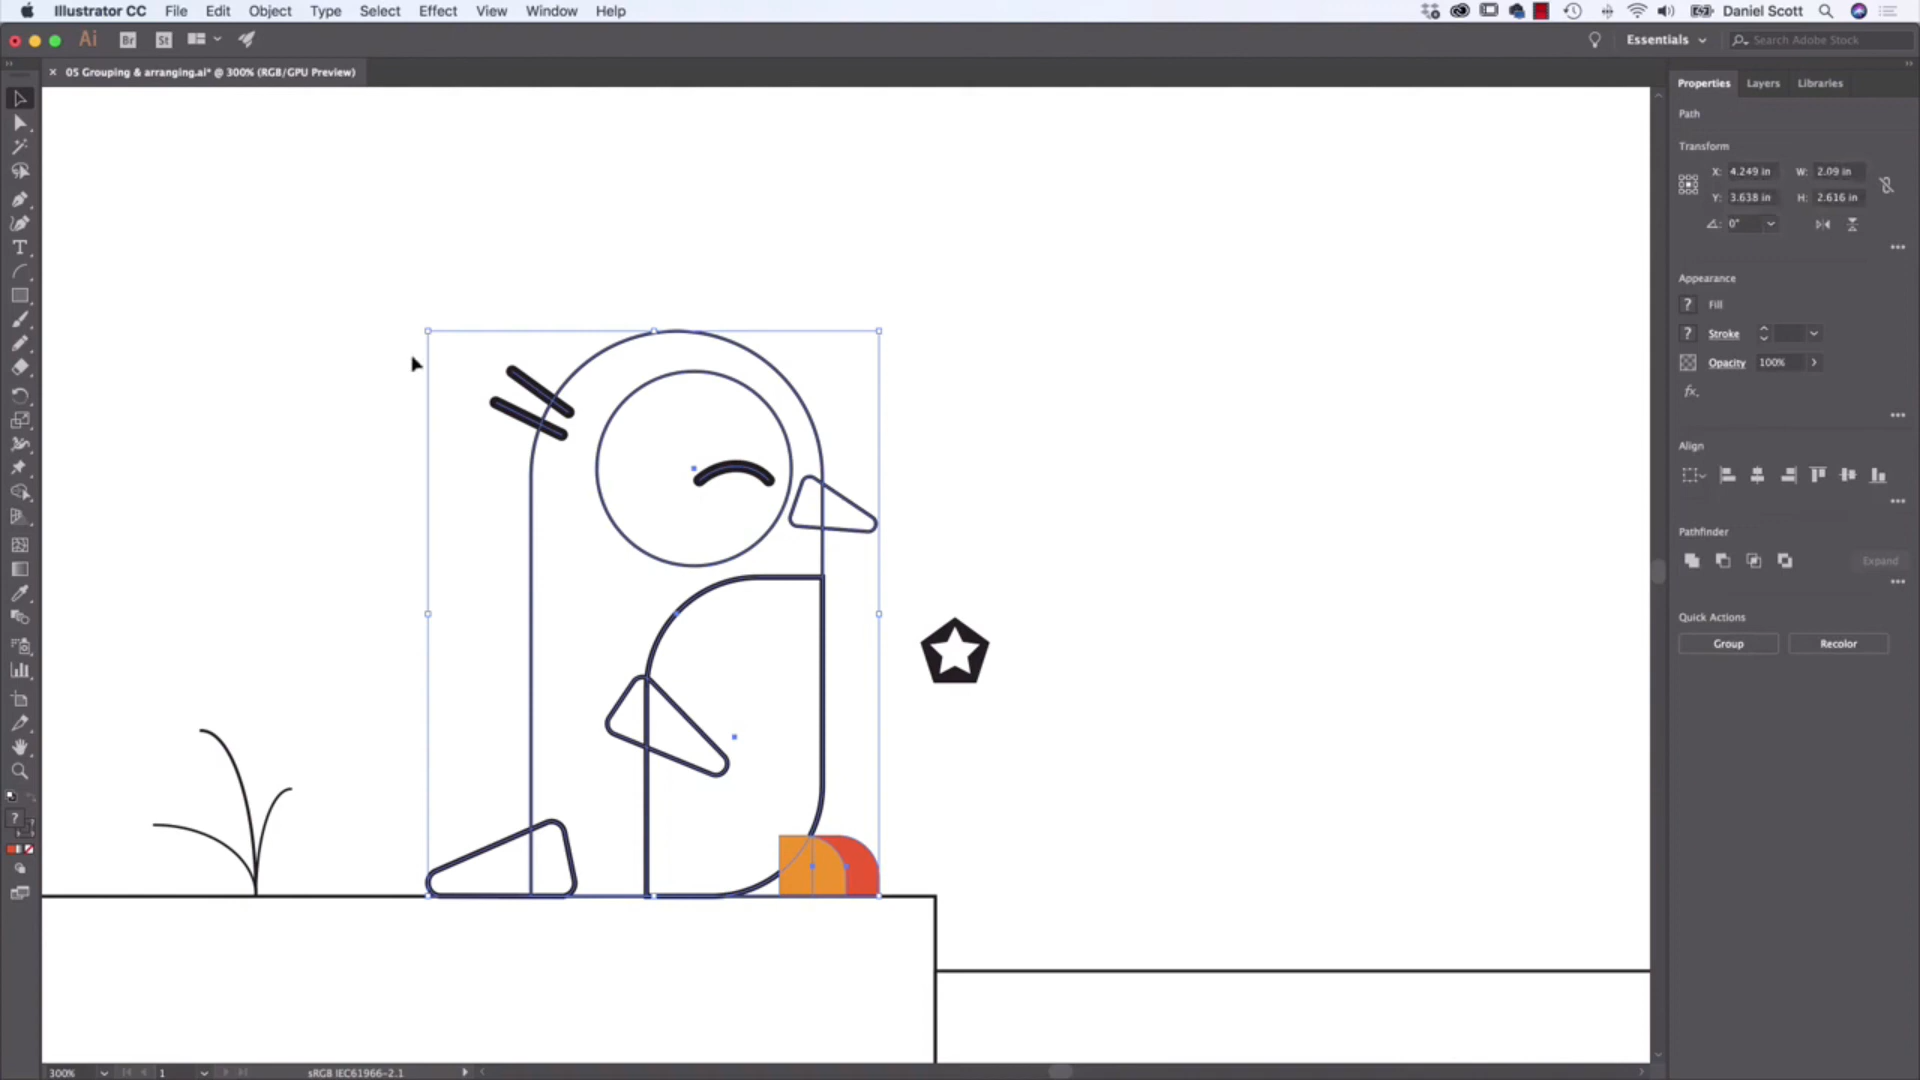 Illustrator CC File Edit Object Type Select Effect View Window Help Daniel Scott
Ai Br St Essentials Search Adobe Stock
× 05 Grouping & arranging.ai* @ 300% (RGB/GPU Preview)
Properties Layers Libraries
Path
Transform
X: 4.249 in W: 2.09 in
Y: 3.638 in H: 2.616 in
0°
Appearance
? Fill
? Stroke
Opacity 100%
fx.
Align
Pathfinder
Expand
Quick Actions
Group Recolor
T
?
300% 1 sRGB IEC61966-2.1